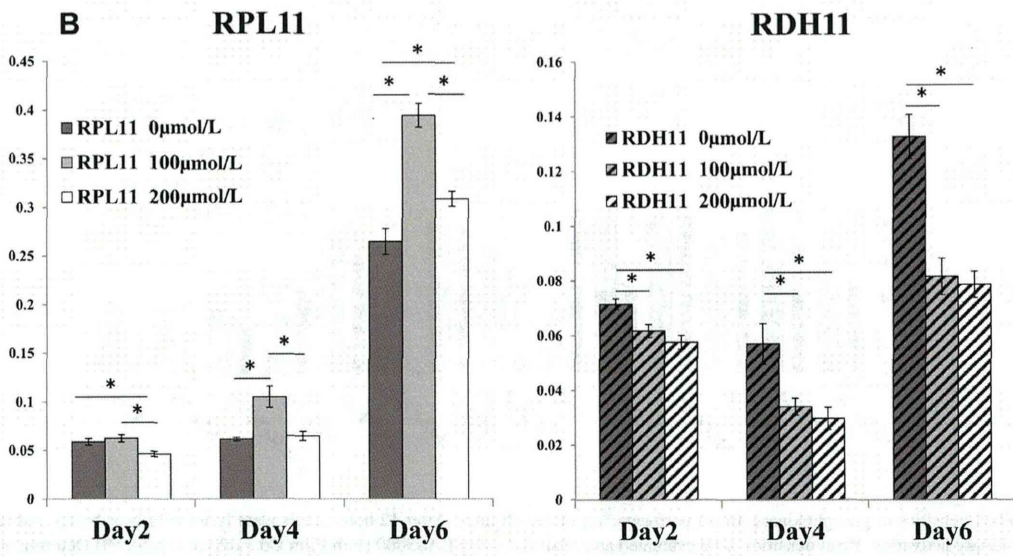 B
RPL11
0.45
0.4
0.35
0.3
0.25
0.2
0.15
0.1
0.05
0
RPL11 0μmol/L
RPL11 100μmol/L
RPL11 200μmol/L
*
*
*
*
*
*
*
Day2
Day4
Day6
RDH11
0.16
0.14
0.12
0.1
0.08
0.06
0.04
0.02
0
RDH11 0μmol/L
RDH11 100μmol/L
RDH11 200μmol/L
*
*
*
*
*
*
Day2
Day4
Day6